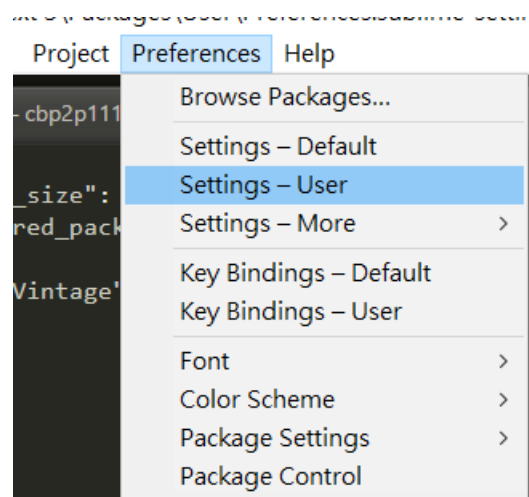 Project Preferences Help
- cbp2p111
Browse Packages...
Settings – Default
_size":
Settings – User
red_pack
Settings – More
Key Bindings – Default
Vintage"
Key Bindings – User
Font
Color Scheme
Package Settings
Package Control